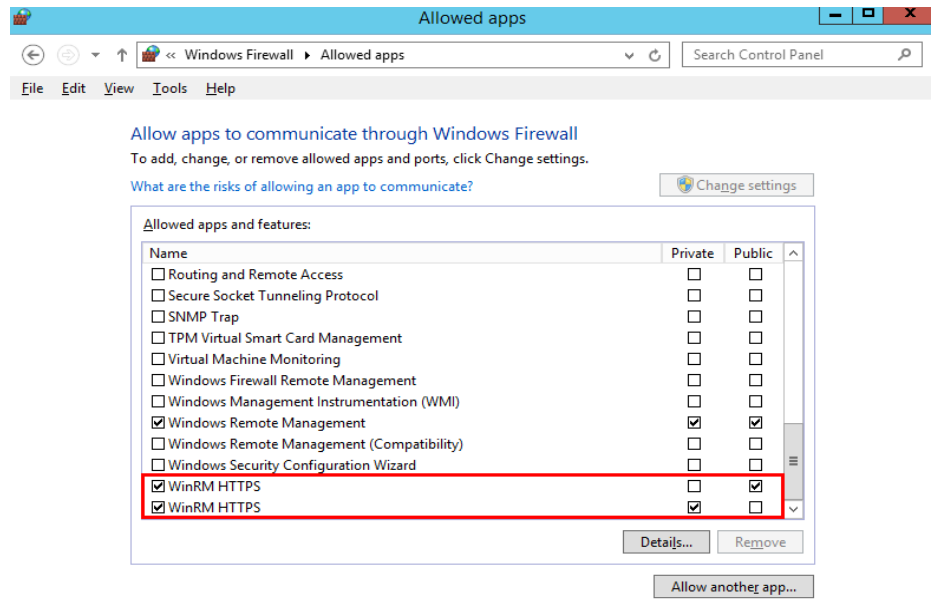 Allowed apps
« Windows Firewall Allowed apps Search Control Panel
File Edit View Tools Help
Allow apps to communicate through Windows Firewall
To add, change, or remove allowed apps and ports, click Change settings.
What are the risks of allowing an app to communicate? Change settings
Allowed apps and features:
Name Private Public
Routing and Remote Access
Secure Socket Tunneling Protocol
SNMP Trap
TPM Virtual Smart Card Management
Virtual Machine Monitoring
Windows Firewall Remote Management
Windows Management Instrumentation (WMI)
Windows Remote Management
Windows Remote Management (Compatibility)
Windows Security Configuration Wizard
WinRM HTTPS
WinRM HTTPS
Details... Remove
Allow another app...